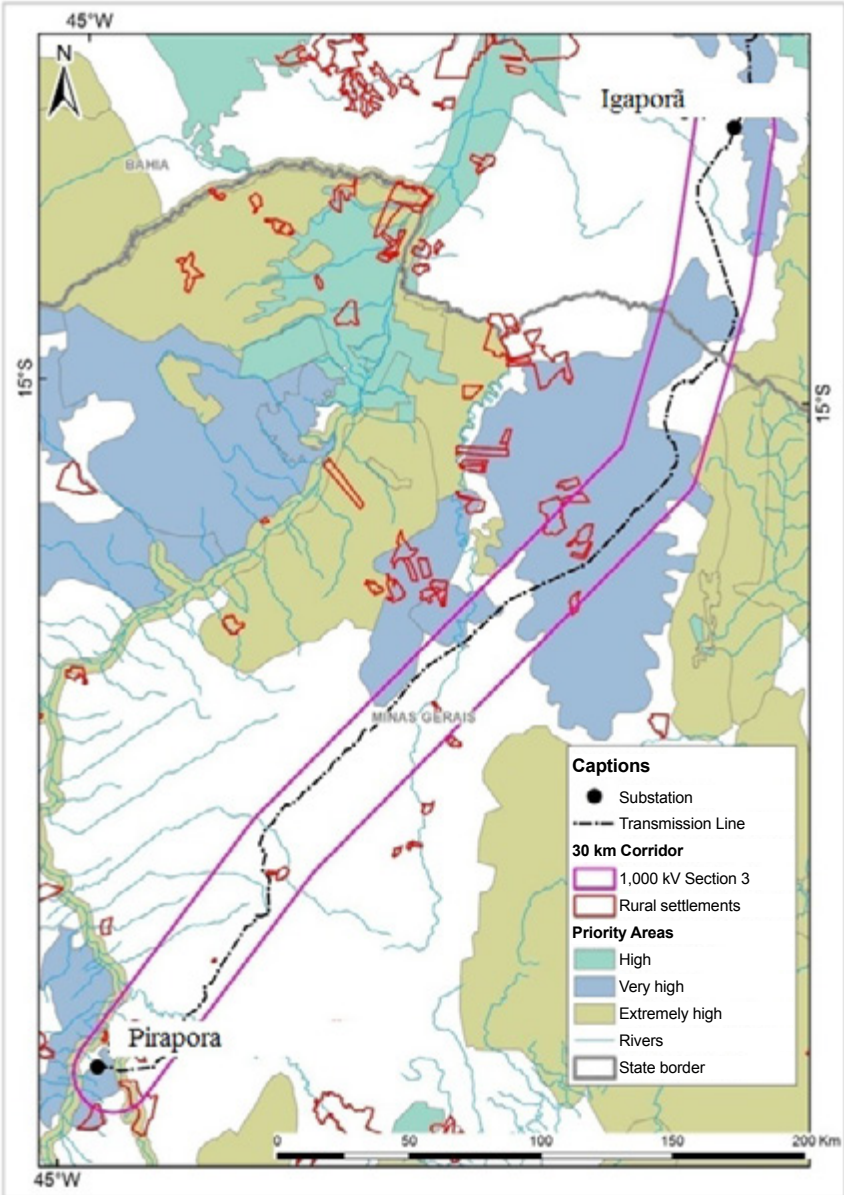 45°W
N
Igaporã
BAHIA
15°S
15°S
MINAS GERAIS
Captions
Substation
Transmission Line
30 km Corridor
1,000 kV Section 3
Rural settlements
Priority Areas
High
Very high
Extremely high
Rivers
State border
Pirapora
0 50 100 150 200 Km
45°W